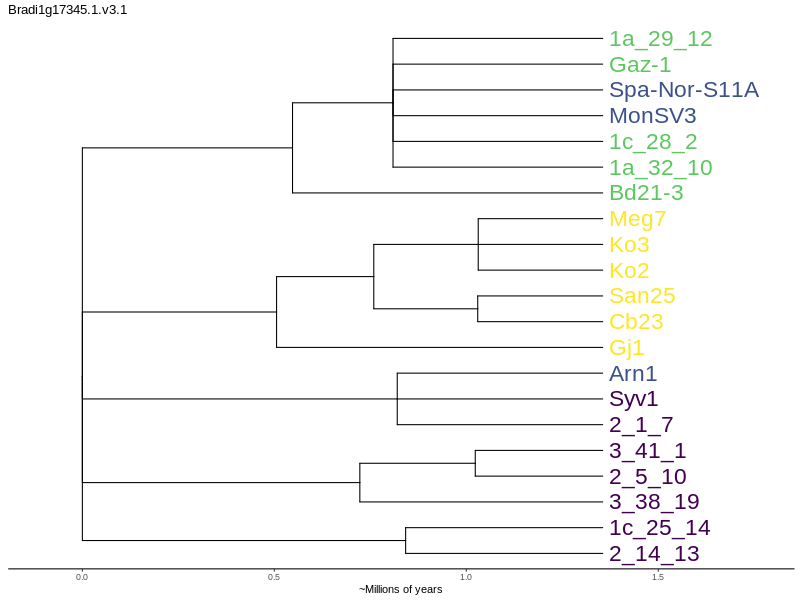 Bradi1g17345.1.v3.1
1a_29_12
Gaz-1
Spa-Nor-S11A
MonSV3
1c_28_2
1a_32_10
Bd21-3
Meg7
Ko3
Ko2
San25
Cb23
Gj1
Arn1
Syv1
2_1_7
3_41_1
2_5_10
3_38_19
1c_25_14
2_14_13
0.0 0.5 1.0 1.5
~Millions of years